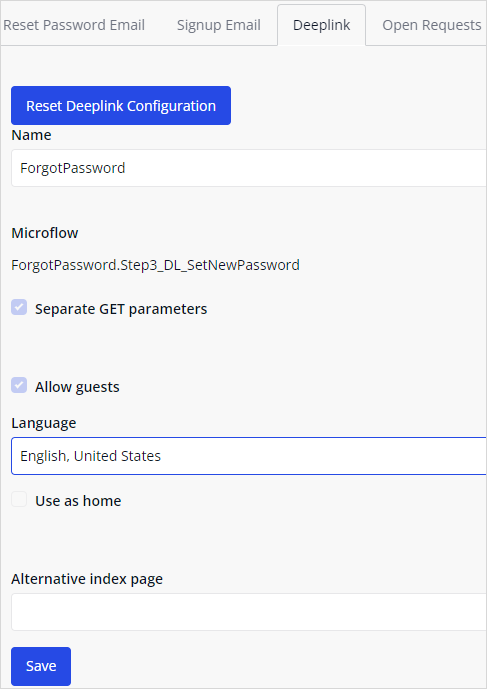 Reset Password Email Signup Email Deeplink Open Requests
Reset Deeplink Configuration
Name
ForgotPassword
Microflow
ForgotPassword.Step3_DL_SetNewPassword
Separate GET parameters
Allow guests
Language
English, United States
Use as home
Alternative index page
Save